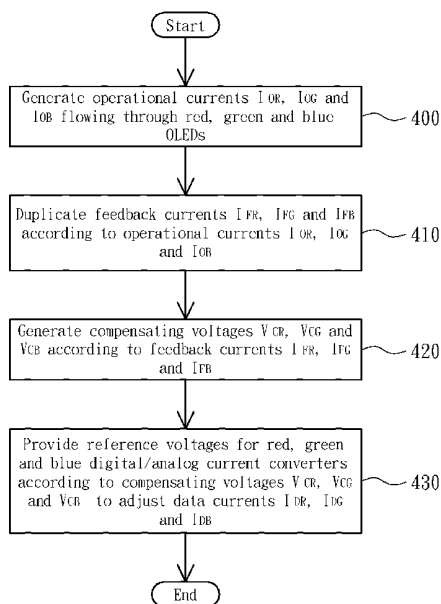 Start
Generate operational currents IOR, IOG and
IOB flowing through red, green and blue
OLEDs
400
Duplicate feedback currents IFR, IFG and IFB
according to operational currents IOR, IOG
and IOB
410
Generate compensating voltages VCR, VCG and
VCB according to feedback currents IFR, IFG
and IFB
420
Provide reference voltages for red, green
and blue digital/analog current converters
according to compensating voltages VCR, VCG
and VCB to adjust data currents IDR, IDG
and IDB
430
End